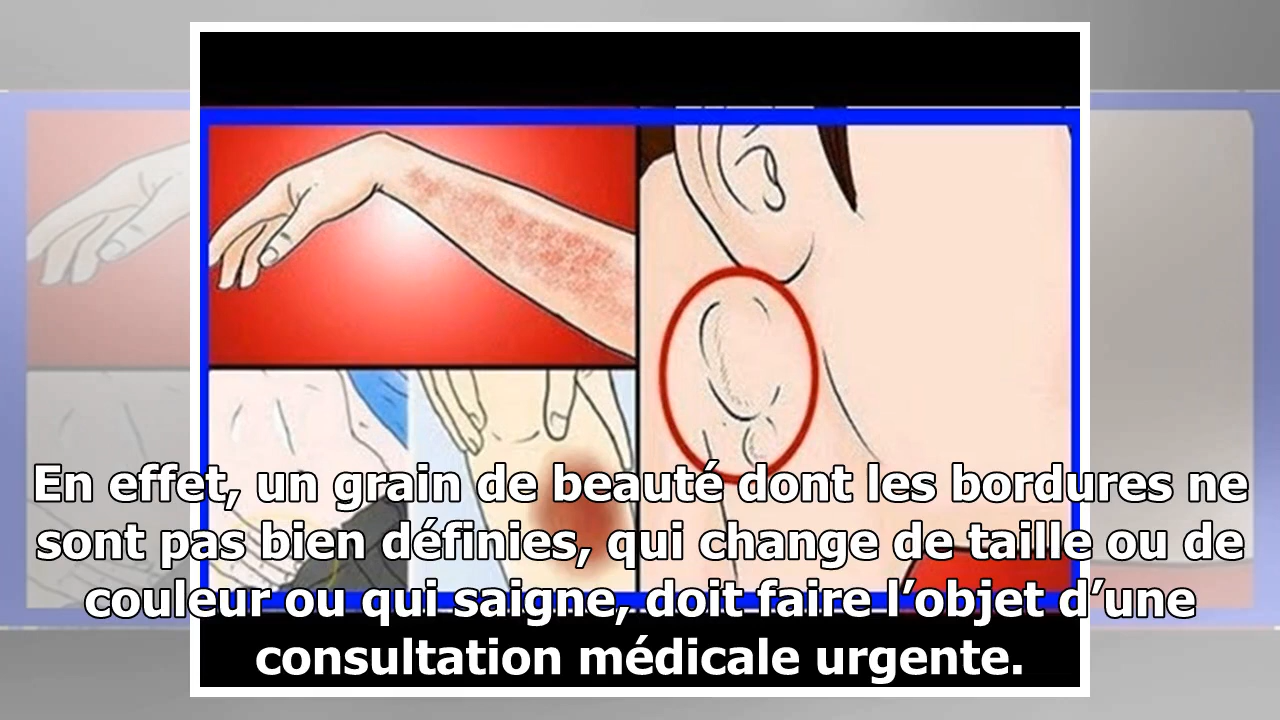 En effet, un grain de beauté dont les bordures ne
sont pas bien définies, qui change de taille ou de
couleur ou qui saigne, doit faire l’objet d’une
consultation médicale urgente.